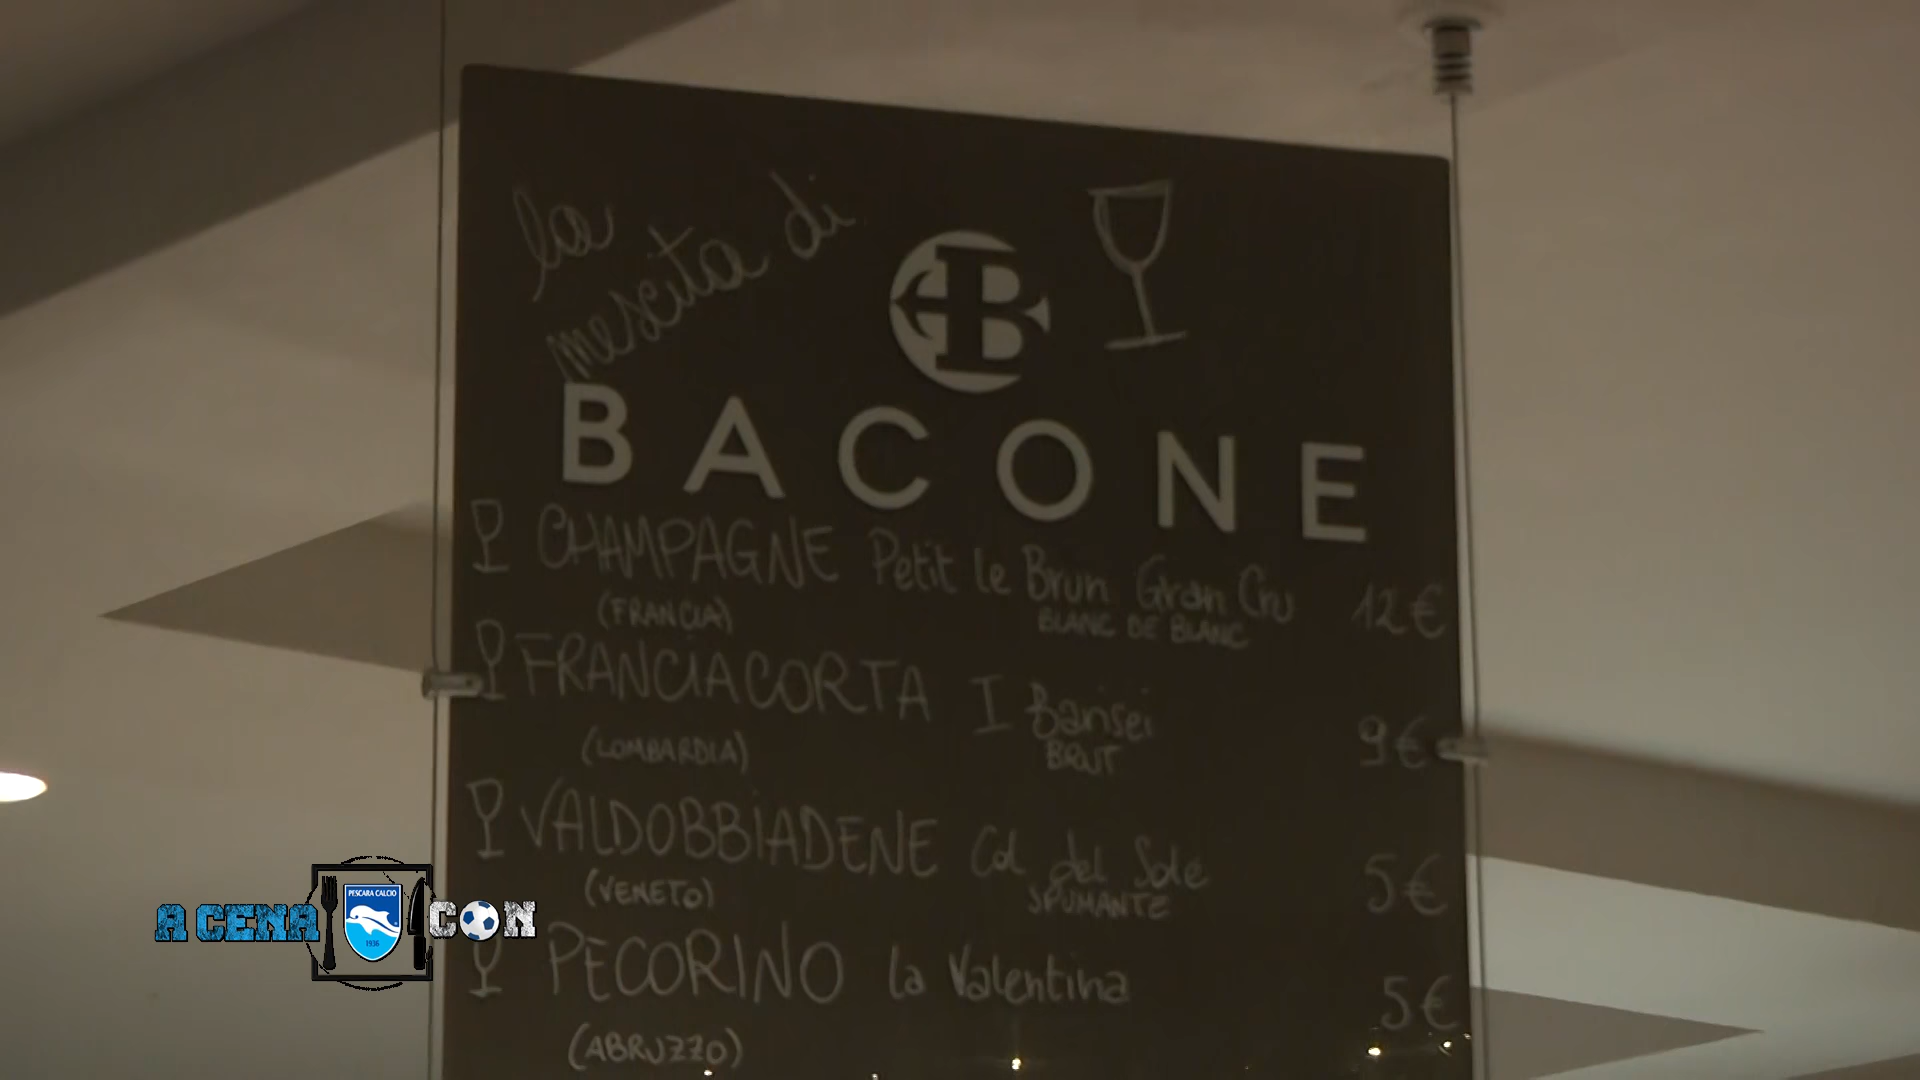 la
mescita di
B
BACONE
CHAMPAGNE Petit le Brun Gran Cru 12€
(FRANCIA) BLANC DE BLANC
FRANCIACORTA I Barisei 9€
(LOMBARDIA) BRUT
VALDOBBIADENE Col del Sole 5€
(VENETO) SPUMANTE
PECORINO la Valentina 5€
(ABRUZZO)
A CENA CON
PESCARA CALCIO
1936